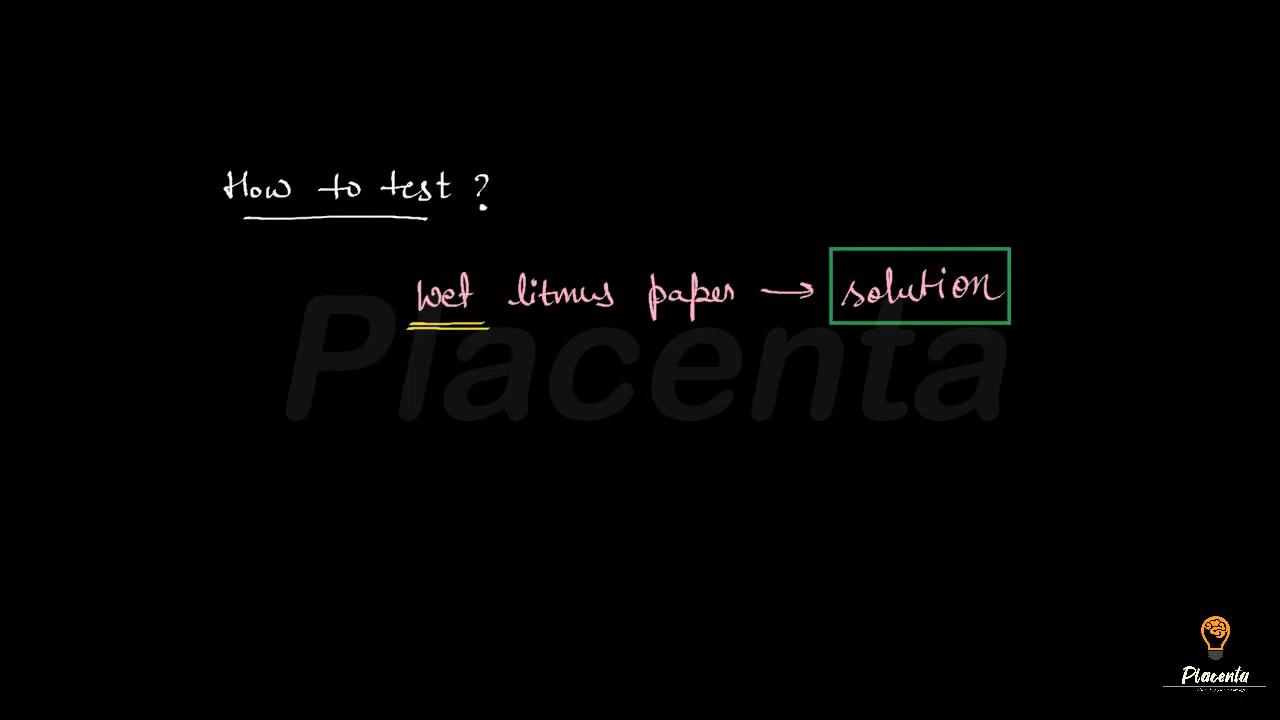 How to test ?
wet litmus paper → solution
Placenta
Placenta